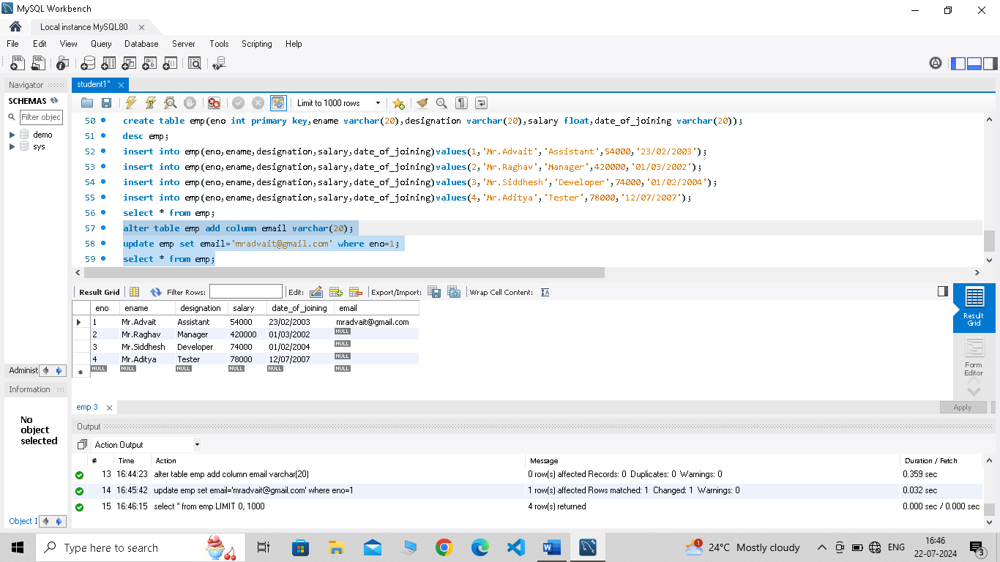 MySQL Workbench
Local instance MySQL80
File Edit View Query Database Server Tools Scripting Help
Navigator
SCHEMAS
Filter objec
demo
sys
Administ
Information
No object selected
Object I
student1*
Limit to 1000 rows
50 create table emp(eno int primary key,ename varchar(20),designation varchar(20),salary float,date_of_joining varchar(20));
51 desc emp;
52 insert into emp(eno,ename,designation,salary,date_of_joining)values(1,'Mr.Advait','Assistant',54000,'23/02/2003');
53 insert into emp(eno,ename,designation,salary,date_of_joining)values(2,'Mr.Raghav','Manager',420000,'01/03/2002');
54 insert into emp(eno,ename,designation,salary,date_of_joining)values(3,'Mr.Siddhesh','Developer',74000,'01/02/2004');
55 insert into emp(eno,ename,designation,salary,date_of_joining)values(4,'Mr.Aditya','Tester',78000,'12/07/2007');
56 select * from emp;
57 alter table emp add column email varchar(20);
58 update emp set email='mradvait@gmail.com' where eno=1;
59 select * from emp;
Result Grid Filter Rows: Edit: Export/Import: Wrap Cell Content:
eno ename designation salary date_of_joining email
1 Mr.Advait Assistant 54000 23/02/2003 mradvait@gmail.com
2 Mr.Raghav Manager 420000 01/03/2002 NULL
3 Mr.Siddhesh Developer 74000 01/02/2004 NULL
4 Mr.Aditya Tester 78000 12/07/2007 NULL
NULL NULL NULL NULL NULL NULL
Result Grid
Form Editor
emp 3
Apply
Output
Action Output
# Time Action Message Duration / Fetch
13 16:44:23 alter table emp add column email varchar(20) 0 row(s) affected Records: 0 Duplicates: 0 Warnings: 0 0.359 sec
14 16:45:42 update emp set email='mradvait@gmail.com' where eno=1 1 row(s) affected Rows matched: 1 Changed: 1 Warnings: 0 0.032 sec
15 16:46:15 select * from emp LIMIT 0, 1000 4 row(s) returned 0.000 sec / 0.000 sec
Type here to search
1
24°C Mostly cloudy
ENG
16:46
22-07-2024
3